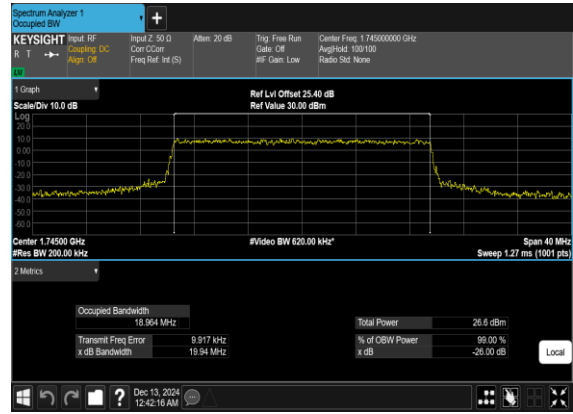 Spectrum Analyzer 1
Occupied BW
+
KEYSIGHT Input: RF Input Z: 50 Ω Atten: 20 dB Trig: Free Run Center Freq: 1.745000000 GHz
R T Coupling: DC Corr CCorr Gate: Off Avg|Hold: 100/100
Align: Off Freq Ref: Int (S) #IF Gain: Low Radio Std: None
1 Graph
Ref Lvl Offset 25.40 dB
Scale/Div 10.0 dB Ref Value 30.00 dBm
Log
20.0
10.0
0.00
-10.0
-20.0
-30.0
-40.0
-50.0
-60.0
Center 1.74500 GHz #Video BW 620.00 kHz* Span 40 MHz
#Res BW 200.00 kHz Sweep 1.27 ms (1001 pts)
2 Metrics
Occupied Bandwidth
18.964 MHz Total Power 26.6 dBm
Transmit Freq Error 9.917 kHz % of OBW Power 99.00 %
x dB Bandwidth 19.94 MHz x dB -26.00 dB
Local
? Dec 13, 2024
12:42:16 AM